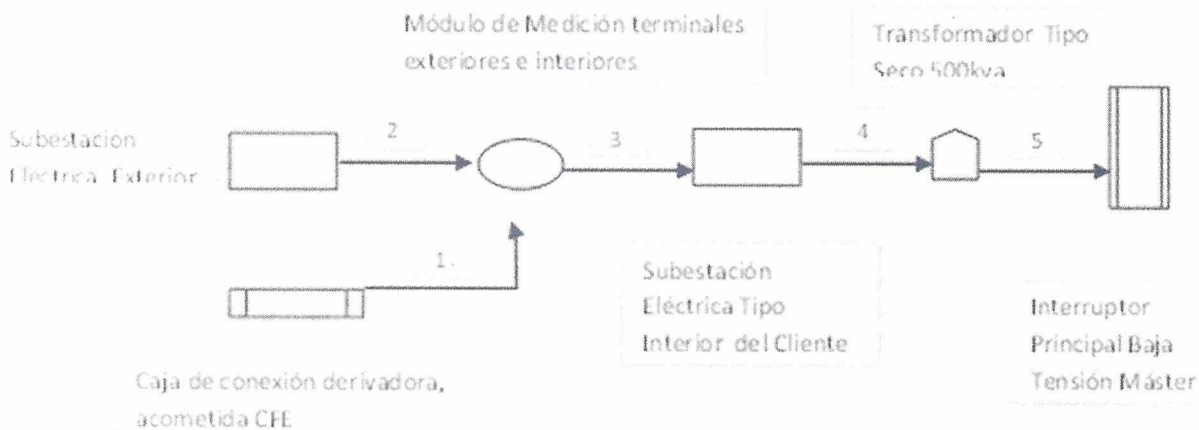 Módulo de Medición terminales
exteriores e interiores
Transformador Tipo
Seco 500kva
Subestación
Eléctrica Exterior
2
3
4
5
1.
Subestación
Eléctrica Tipo
Interior del Cliente
Interruptor
Principal Baja
Tensión Máster
Caja de conexión derivadora,
acometida CFE